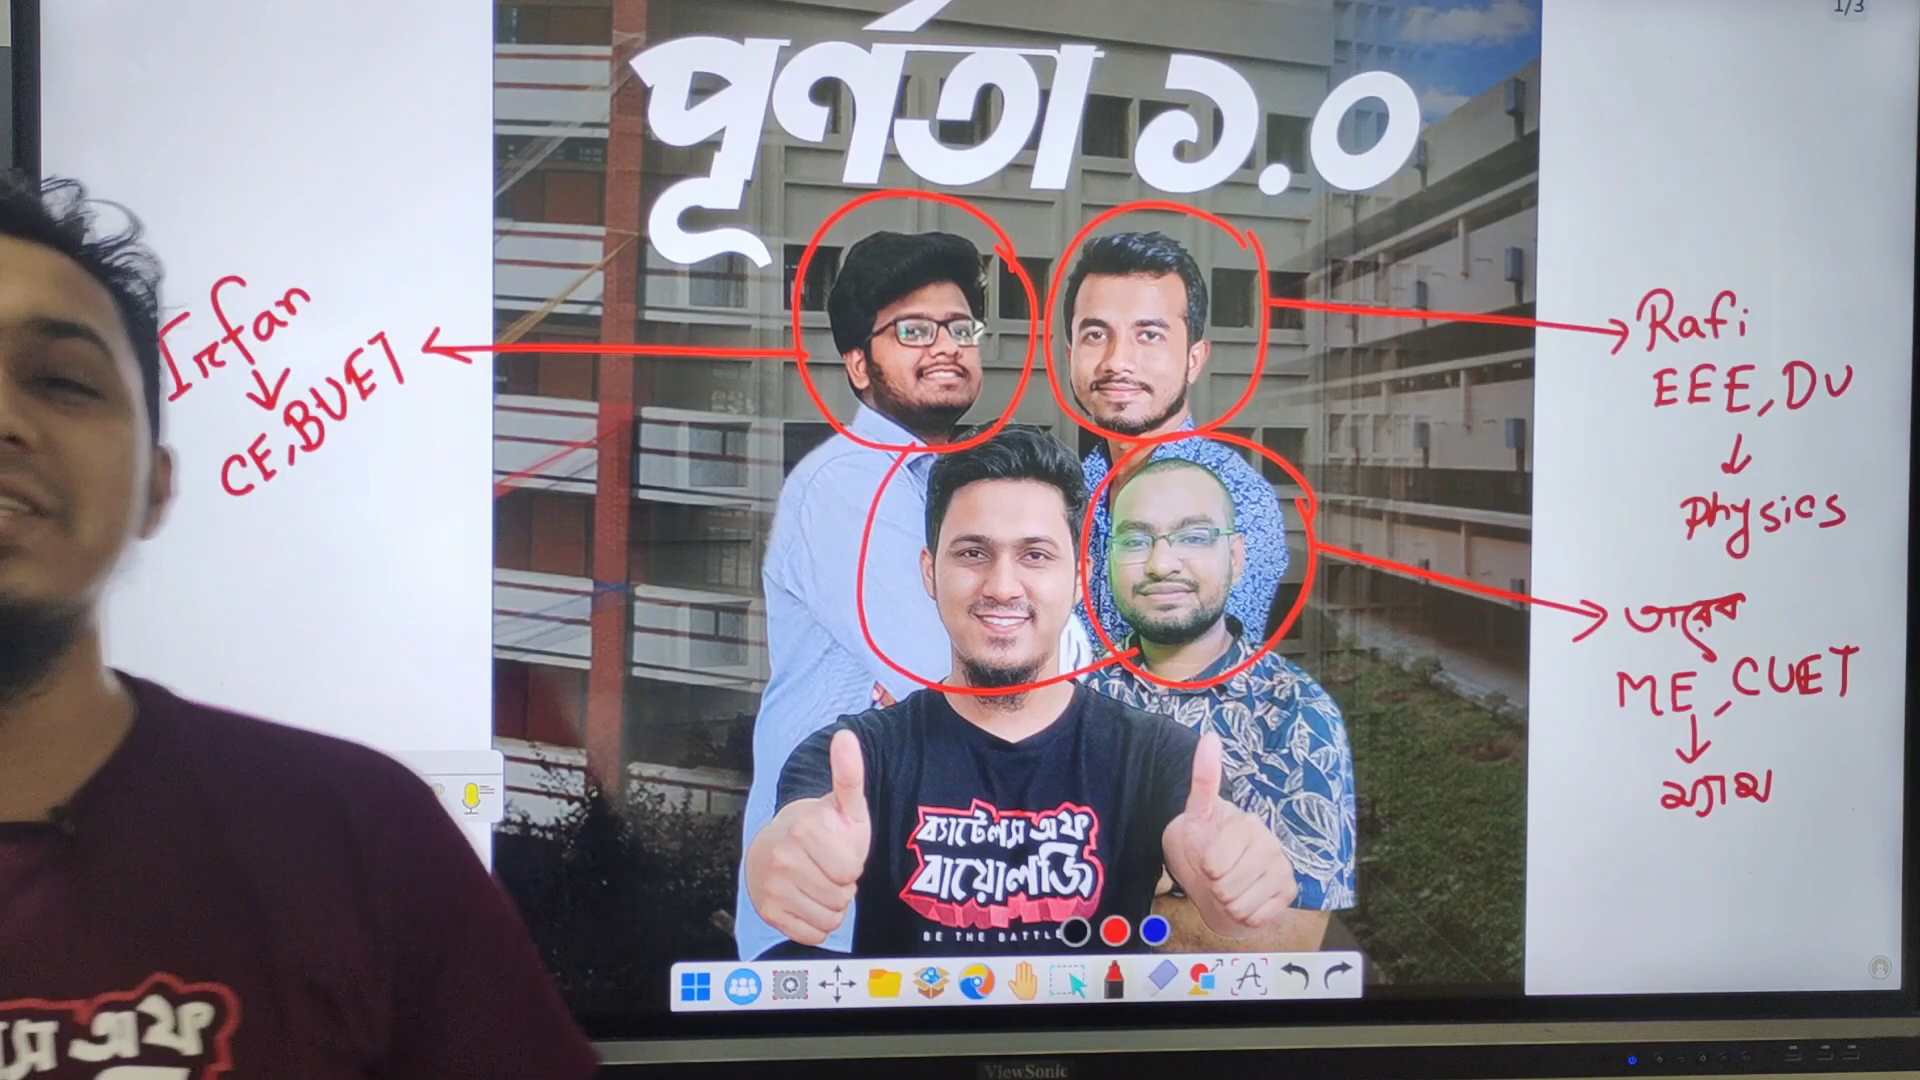 1/3
পূর্ণতা ১.০
Irfan
CE, BUET
Rafi
EEE, DU
Physics
তারেক
ME, CUET
ম্যাথ
ব্যাটেলস অফ
বায়োলজি
BE THE BATTLE
অফ
ViewSonic